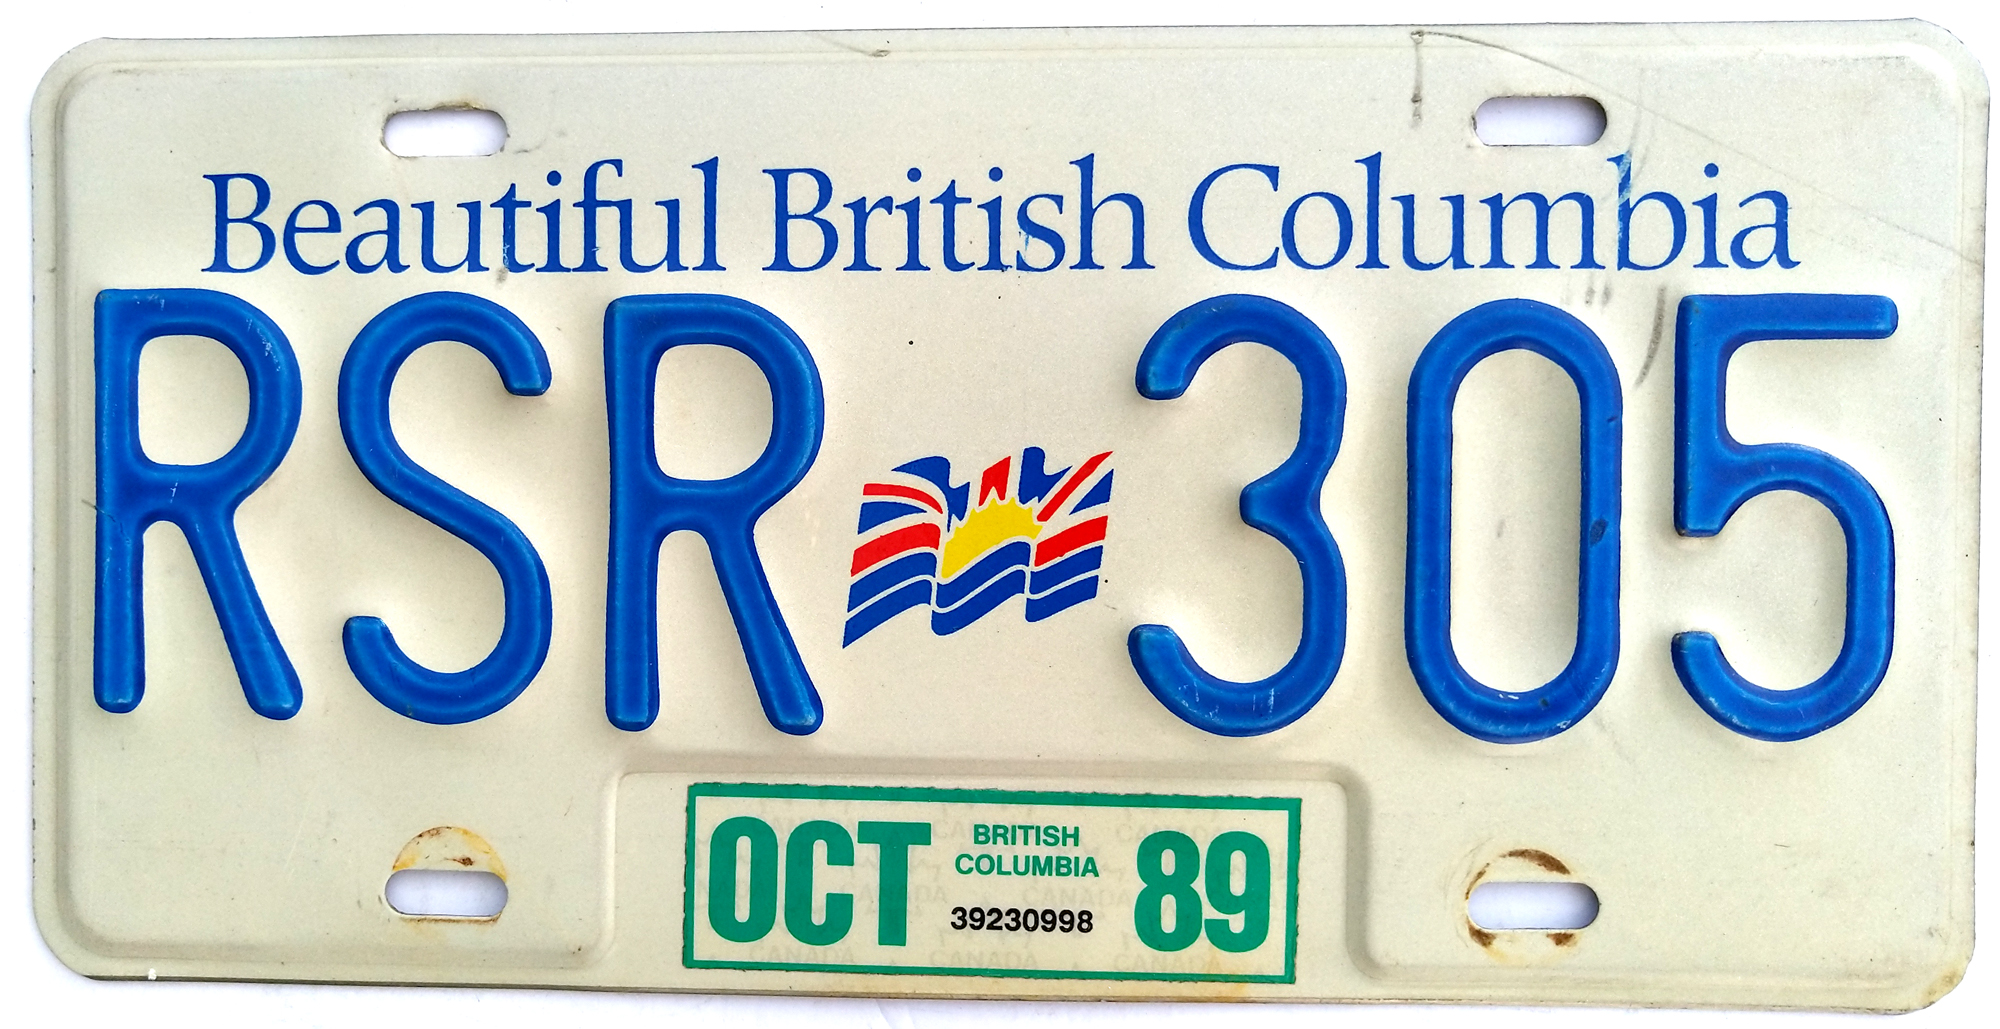 Beautiful British Columbia
RSR 305
OCT BRITISH COLUMBIA 89
39230998